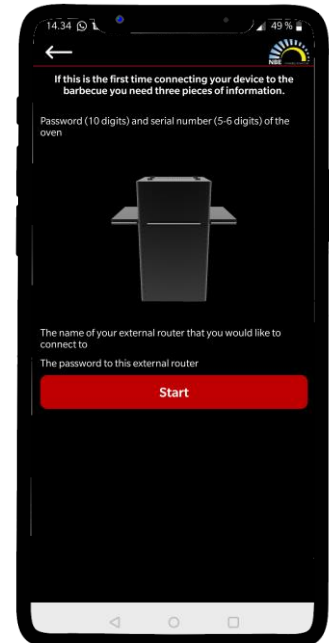 14.34
49 %
NBE
If this is the first time connecting your device to the
barbecue you need three pieces of information.
Password (10 digits) and serial number (5-6 digits) of the
oven
The name of your external router that you would like to
connect to
The password to this external router
Start